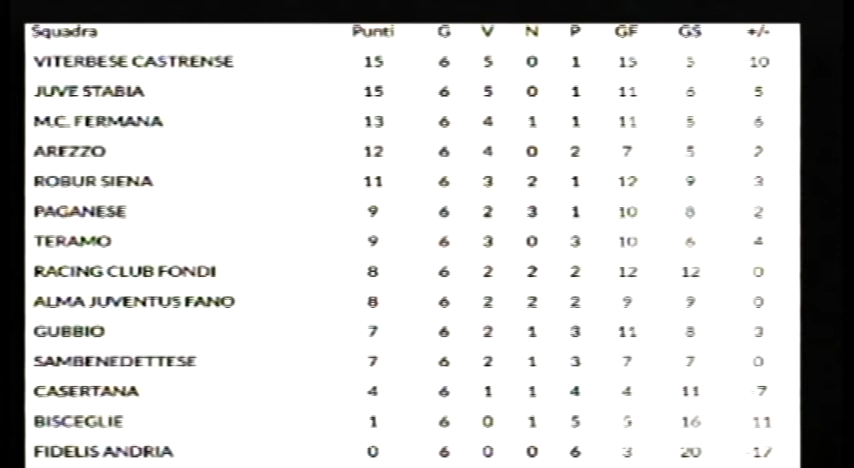 Squadra Punti G V N P GF GS +/-
VITERBESE CASTRENSE 15 6 5 0 1 15 5 10
JUVE STABIA 15 6 5 0 1 11 6 5
M.C. FERMANA 13 6 4 1 1 11 5 6
AREZZO 12 6 4 0 2 7 5 2
ROBUR SIENA 11 6 3 2 1 12 9 3
PAGANESE 9 6 2 3 1 10 8 2
TERAMO 9 6 3 0 3 10 6 4
RACING CLUB FONDI 8 6 2 2 2 12 12 0
ALMA JUVENTUS FANO 8 6 2 2 2 9 9 0
GUBBIO 7 6 2 1 3 11 8 3
SAMBENEDETTESE 7 6 2 1 3 7 7 0
CASERTANA 4 6 1 1 4 4 11 -7
BISCEGLIE 1 6 0 1 5 5 16 -11
FIDELIS ANDRIA 0 6 0 0 6 3 20 -17